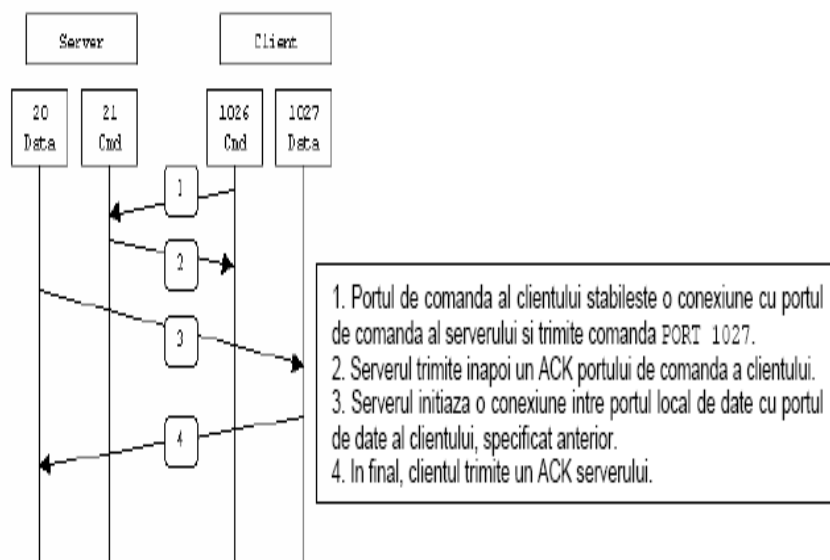 Server Client
20 21 1026 1027
Data Cmd Cmd Data
1
2
3
4
1. Portul de comanda al clientului stabileste o conexiune cu portul
de comanda al serverului si trimite comanda PORT 1027.
2. Serverul trimite inapoi un ACK portului de comanda a clientului.
3. Serverul initiaza o conexiune intre portul local de date cu portul
de date al clientului, specificat anterior.
4. In final, clientul trimite un ACK serverului.